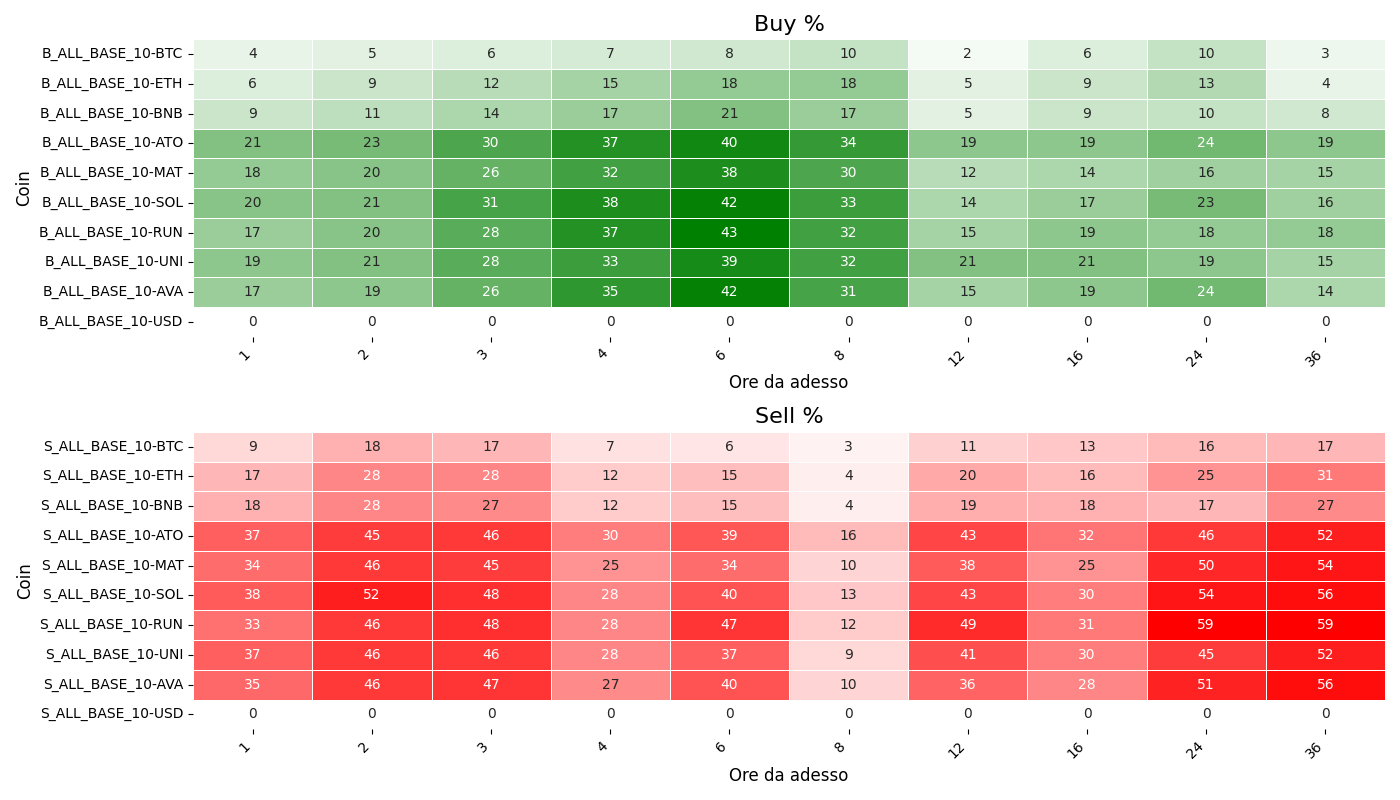 Buy %
Coin
B_ALL_BASE_10-BTC 4 5 6 7 8 10 2 6 10 3
B_ALL_BASE_10-ETH 6 9 12 15 18 18 5 9 13 4
B_ALL_BASE_10-BNB 9 11 14 17 21 17 5 9 10 8
B_ALL_BASE_10-ATO 21 23 30 37 40 34 19 19 24 19
B_ALL_BASE_10-MAT 18 20 26 32 38 30 12 14 16 15
B_ALL_BASE_10-SOL 20 21 31 38 42 33 14 17 23 16
B_ALL_BASE_10-RUN 17 20 28 37 43 32 15 19 18 18
B_ALL_BASE_10-UNI 19 21 28 33 39 32 21 21 19 15
B_ALL_BASE_10-AVA 17 19 26 35 42 31 15 19 24 14
B_ALL_BASE_10-USD 0 0 0 0 0 0 0 0 0 0
1 2 3 4 6 8 12 16 24 36
Ore da adesso
Sell %
Coin
S_ALL_BASE_10-BTC 9 18 17 7 6 3 11 13 16 17
S_ALL_BASE_10-ETH 17 28 28 12 15 4 20 16 25 31
S_ALL_BASE_10-BNB 18 28 27 12 15 4 19 18 17 27
S_ALL_BASE_10-ATO 37 45 46 30 39 16 43 32 46 52
S_ALL_BASE_10-MAT 34 46 45 25 34 10 38 25 50 54
S_ALL_BASE_10-SOL 38 52 48 28 40 13 43 30 54 56
S_ALL_BASE_10-RUN 33 46 48 28 47 12 49 31 59 59
S_ALL_BASE_10-UNI 37 46 46 28 37 9 41 30 45 52
S_ALL_BASE_10-AVA 35 46 47 27 40 10 36 28 51 56
S_ALL_BASE_10-USD 0 0 0 0 0 0 0 0 0 0
1 2 3 4 6 8 12 16 24 36
Ore da adesso